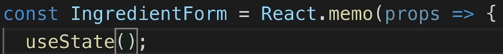 const IngredientForm = React.memo(props => {
useState();